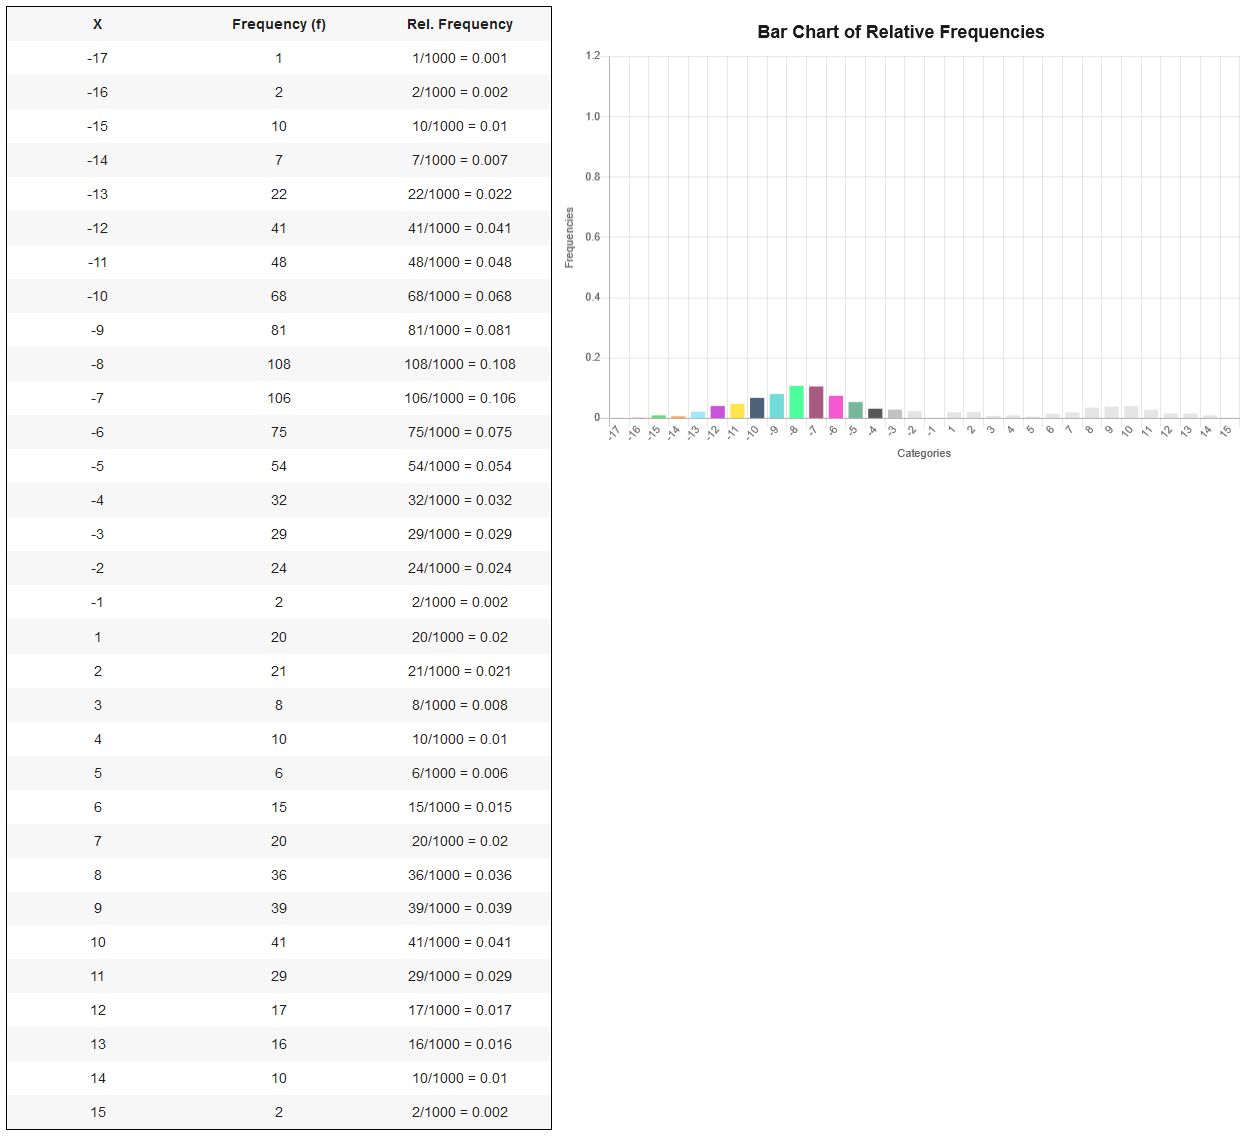 X Frequency (f) Rel. Frequency
-17 1 1/1000 = 0.001
-16 2 2/1000 = 0.002
-15 10 10/1000 = 0.01
-14 7 7/1000 = 0.007
-13 22 22/1000 = 0.022
-12 41 41/1000 = 0.041
-11 48 48/1000 = 0.048
-10 68 68/1000 = 0.068
-9 81 81/1000 = 0.081
-8 108 108/1000 = 0.108
-7 106 106/1000 = 0.106
-6 75 75/1000 = 0.075
-5 54 54/1000 = 0.054
-4 32 32/1000 = 0.032
-3 29 29/1000 = 0.029
-2 24 24/1000 = 0.024
-1 2 2/1000 = 0.002
1 20 20/1000 = 0.02
2 21 21/1000 = 0.021
3 8 8/1000 = 0.008
4 10 10/1000 = 0.01
5 6 6/1000 = 0.006
6 15 15/1000 = 0.015
7 20 20/1000 = 0.02
8 36 36/1000 = 0.036
9 39 39/1000 = 0.039
10 41 41/1000 = 0.041
11 29 29/1000 = 0.029
12 17 17/1000 = 0.017
13 16 16/1000 = 0.016
14 10 10/1000 = 0.01
15 2 2/1000 = 0.002
Bar Chart of Relative Frequencies
1.2
1.0
0.8
0.6
0.4
0.2
0
Frequencies
-17 -16 -15 -14 -13 -12 -11 -10 -9 -8 -7 -6 -5 -4 -3 -2 -1 1 2 3 4 5 6 7 8 9 10 11 12 13 14 15
Categories